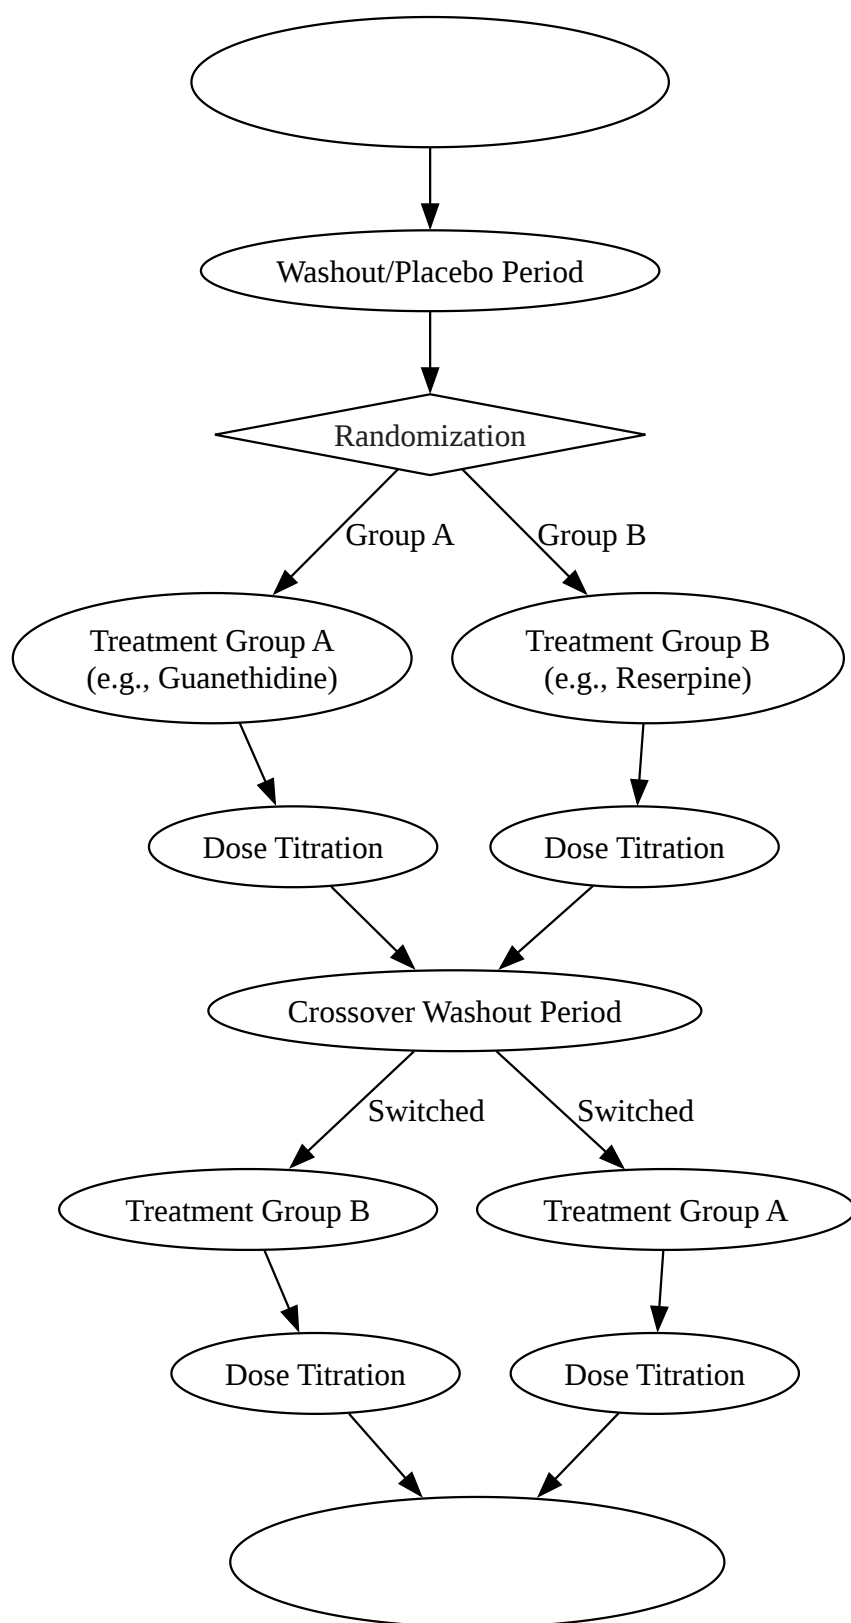 Washout/Placebo Period
Randomization
Group A
Group B
Treatment Group A
(e.g., Guanethidine)
Treatment Group B
(e.g., Reserpine)
Dose Titration
Dose Titration
Crossover Washout Period
Switched
Switched
Treatment Group B
Treatment Group A
Dose Titration
Dose Titration